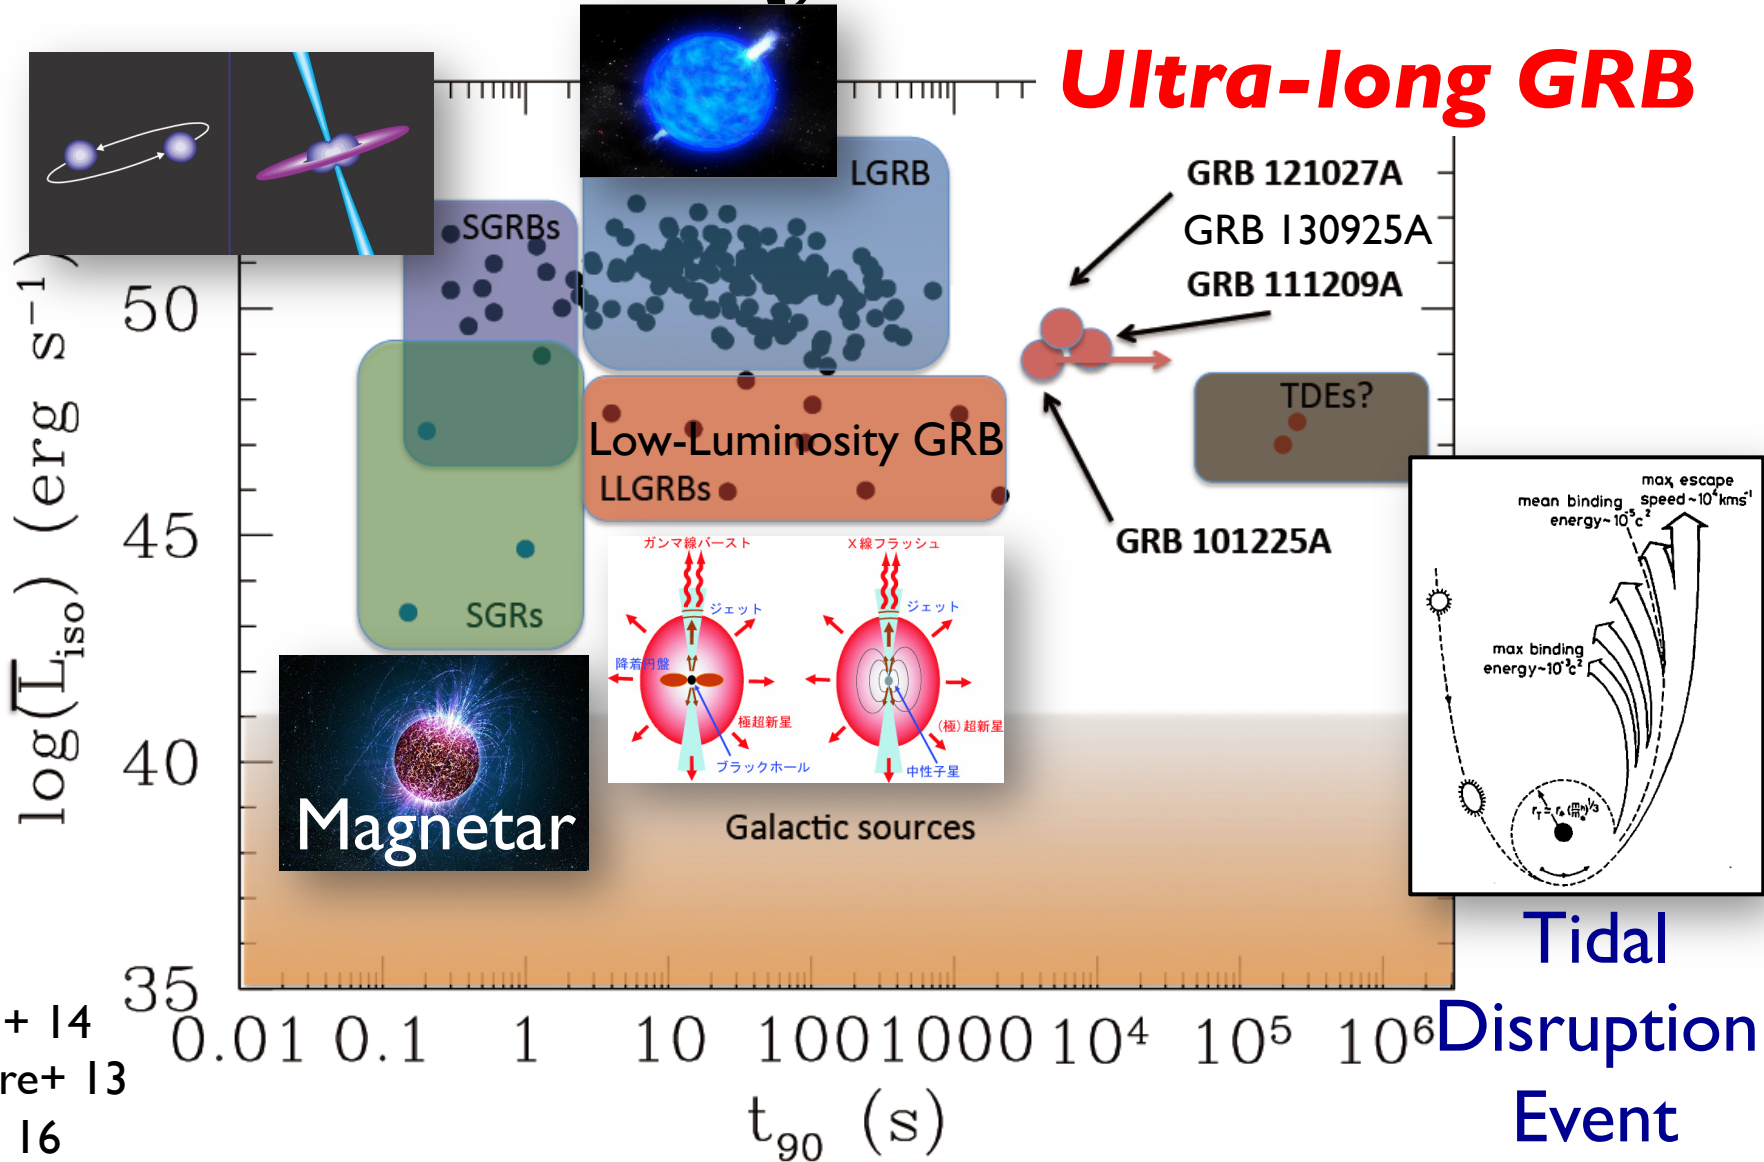 Ultra-long GRB
LGRB
SGRBs
GRB 121027A
GRB 130925A
GRB 111209A
TDEs?
Low-Luminosity GRB
LLGRBs
GRB 101225A
SGRs
log(L̅iso) (erg s⁻¹)
50
45
40
35
max escape
speed~10⁴kms⁻¹
mean binding
energy~10⁻⁵c²
max binding
energy~10⁻³c²
ガンマ線バースト
X線フラッシュ
ジェット
ジェット
降着円盤
極超新星
(極)超新星
ブラックホール
中性子星
Magnetar
Galactic sources
0.01 0.1 1 10 100 1000 10⁴ 10⁵ 10⁶
t₉₀ (s)
+ 14
re+ 13
16
Tidal
Disruption
Event